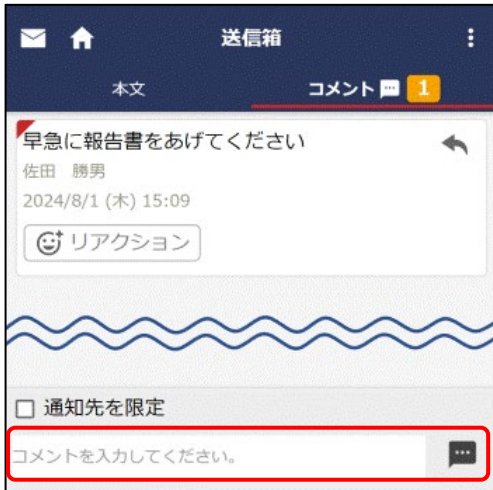 送信箱
本文
コメント 1
早急に報告書をあげてください
佐田 勝男
2024/8/1 (木) 15:09
リアクション
通知先を限定
コメントを入力してください。